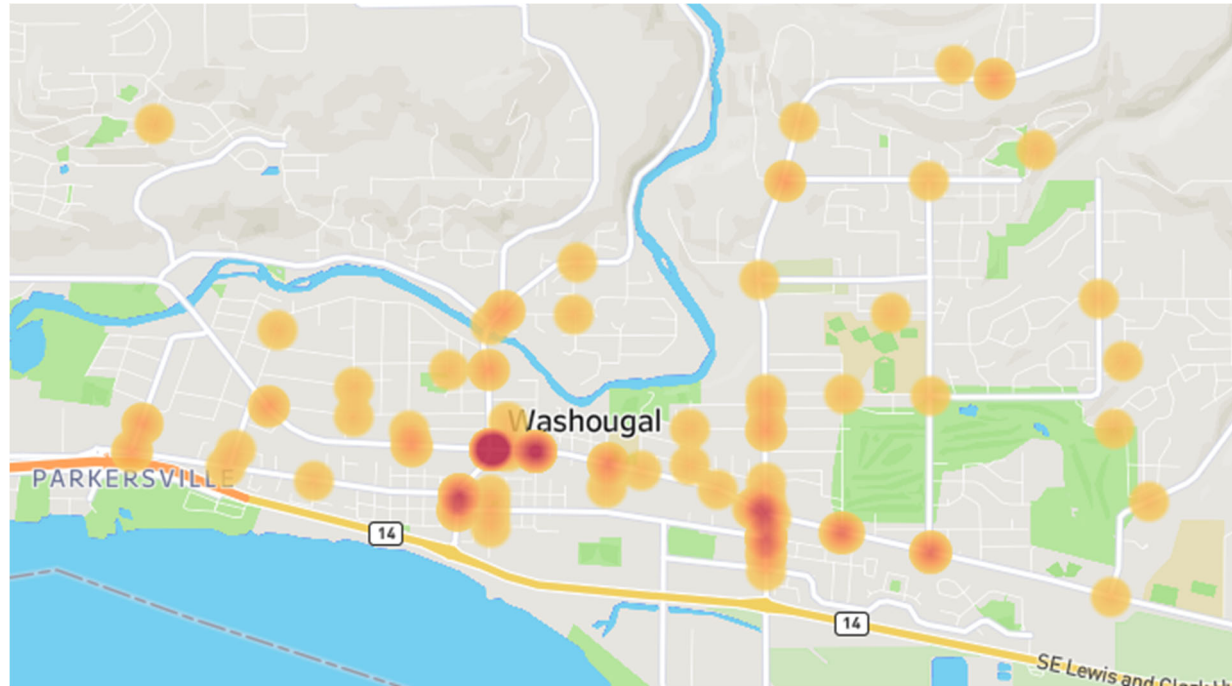 Washougal
PARKERSVILLE
14
14
SE Lewis and Clark H